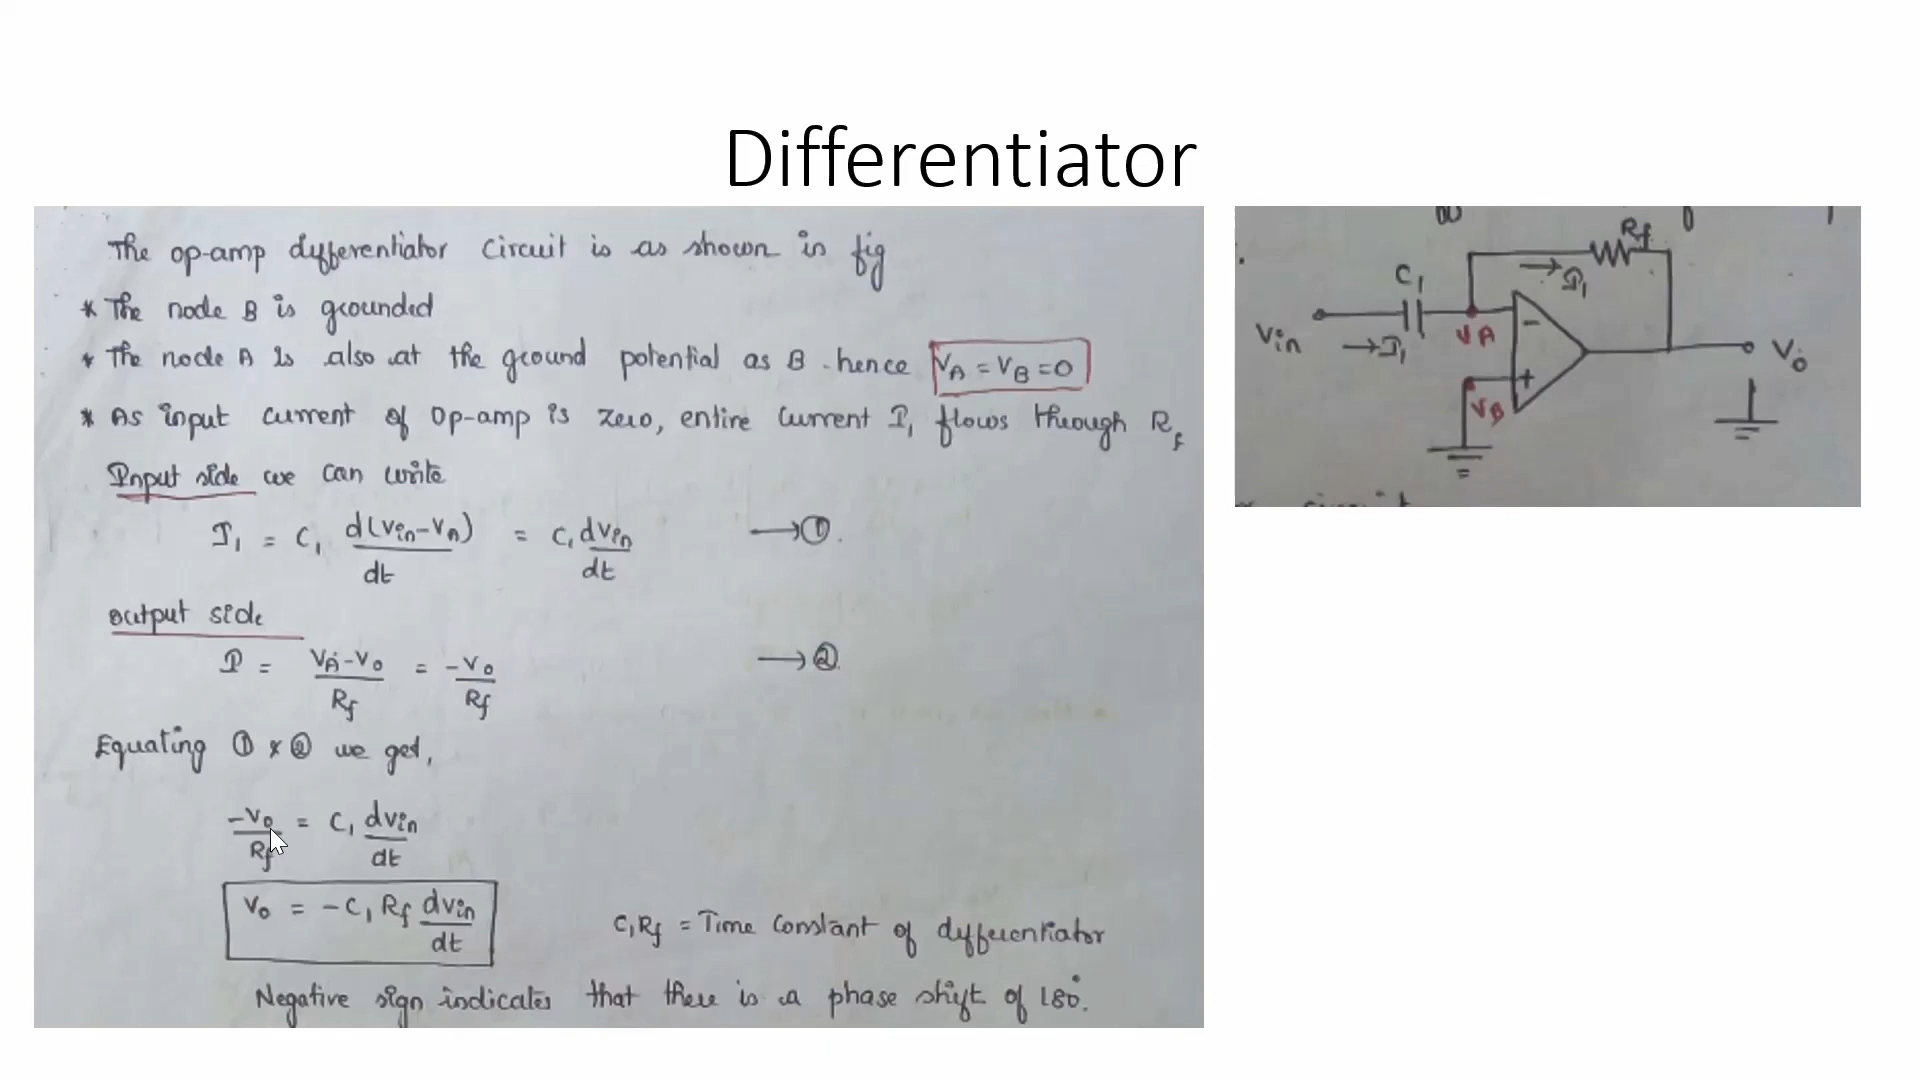 Differentiator
The op-amp differentiator circuit is as shown in fig
* The node B is grounded
* The node A is also at the ground potential as B . hence VA = VB = 0
* As input current of Op-amp is zero, entire current I1 flows through Rf
Input side we can write
I1 = C1 d(Vin-VA)/dt = C1 dVin/dt → ①.
output side
I = VA-Vo/Rf = -Vo/Rf → ②.
Equating ① & ② we get,
-Vo/Rf = C1 dVin/dt
Vo = -C1 Rf dVin/dt
C1Rf = Time constant of differentiator
Negative sign indicates that there is a phase shift of 180°.
Rf
I1
C1
Vin
I1
VA
-
+
VB
Vo